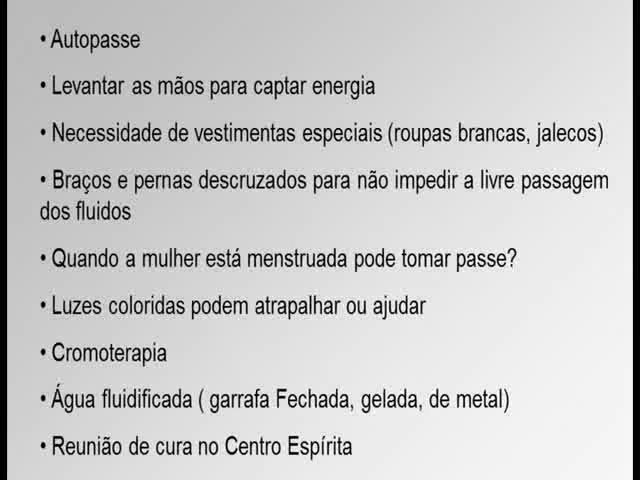 • Autopasse
• Levantar as mãos para captar energia
• Necessidade de vestimentas especiais (roupas brancas, jalecos)
• Braços e pernas descruzados para não impedir a livre passagem
dos fluidos
• Quando a mulher está menstruada pode tomar passe?
• Luzes coloridas podem atrapalhar ou ajudar
• Cromoterapia
• Água fluidificada ( garrafa Fechada, gelada, de metal)
• Reunião de cura no Centro Espírita